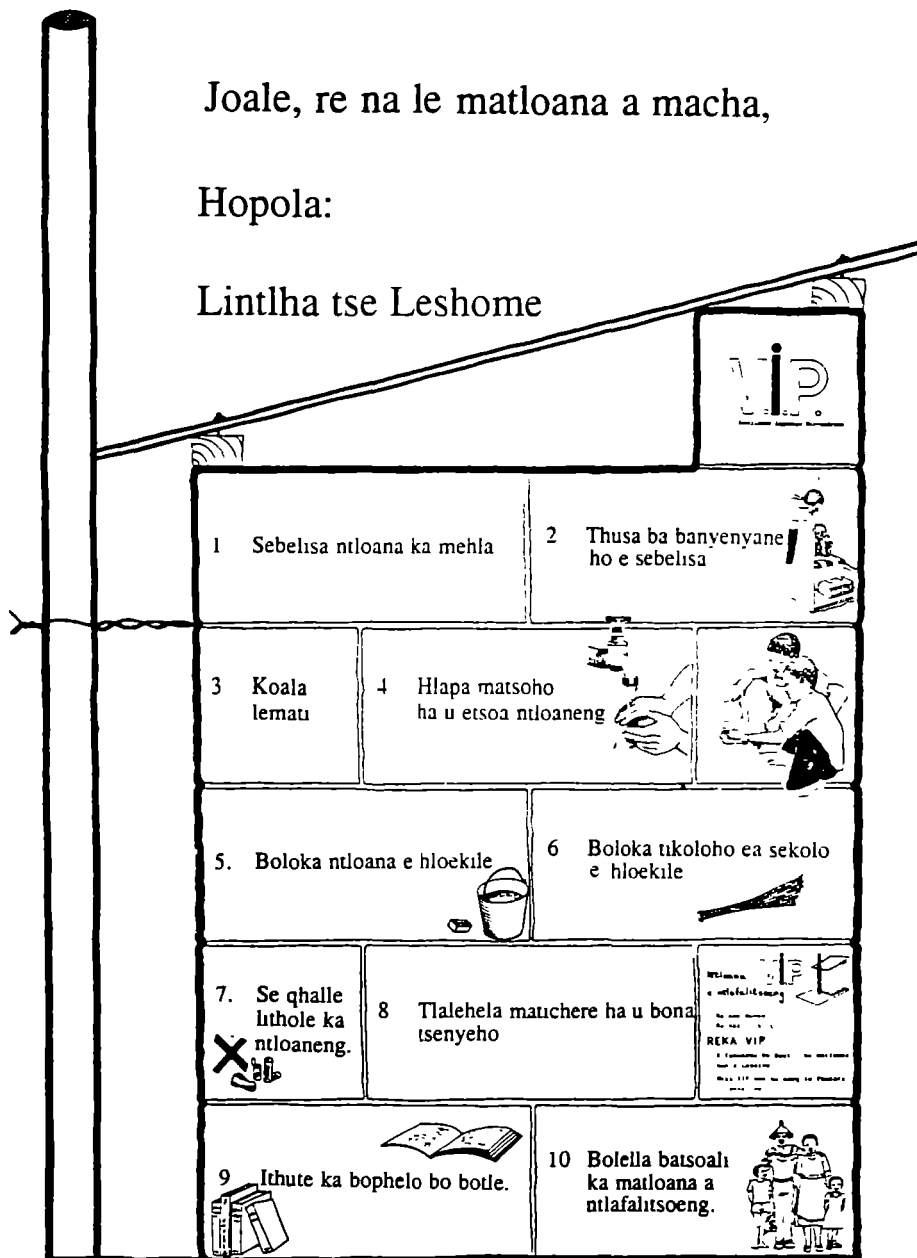 Joale, re na le matloana a macha,
Hopola:
Lintlha tse Leshome
V.I.P.
1 Sebelisa ntloana ka mehla
2 Thusa ba banyenyane
ho e sebelisa
3 Koala
lemati
4 Hlapa matsoho
ha u etsoa ntloaneng
5. Boloka ntloana e hloekile
6 Boloka tikoloho ea sekolo
e hloekile
7. Se qhalle
lithole ka
ntloaneng.
8 Tlalehela matichere ha u bona
tsenyeho
e ntlafalitsoeng
REKA VIP
9 Ithute ka bophelo bo botle.
10 Bolella batsoali
ka matloana a
ntlafalitsoeng.